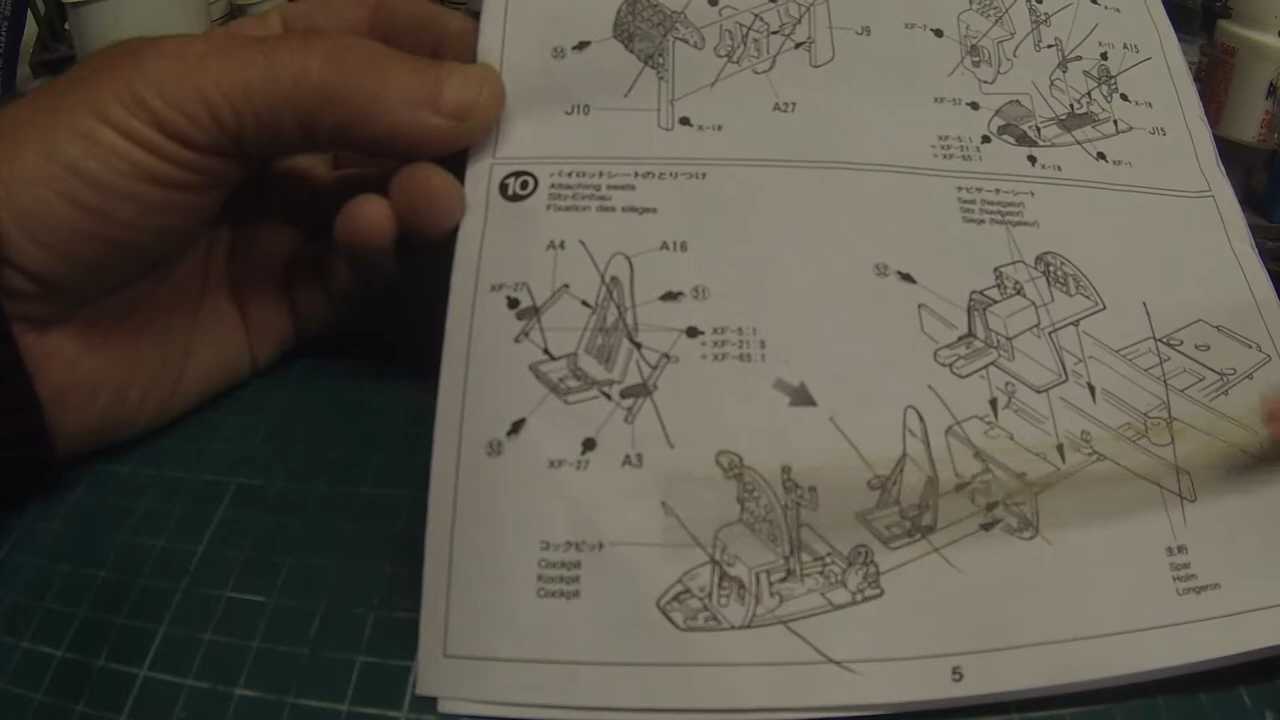 55
J9
J10
A27
X-18
XF-7
X-11 A15
XF-57
X-18
J15
XF-5:1
+ XF-21:3
+ XF-65:1
X-18
XF-1
10
パイロットシートのとりつけ
Attaching seats
Sitz-Einbau
Fixation des sièges
ナビゲーターシート
Seat (Navigator)
Sitz (Navigator)
Siège (Navigateur)
A4
A16
52
XF-27
51
XF-5:1
+ XF-21:3
+ XF-65:1
XF-27
A3
コックピット
Cockpit
Kockpit
Cockpit
主桁
Spar
Holm
Longeron
5